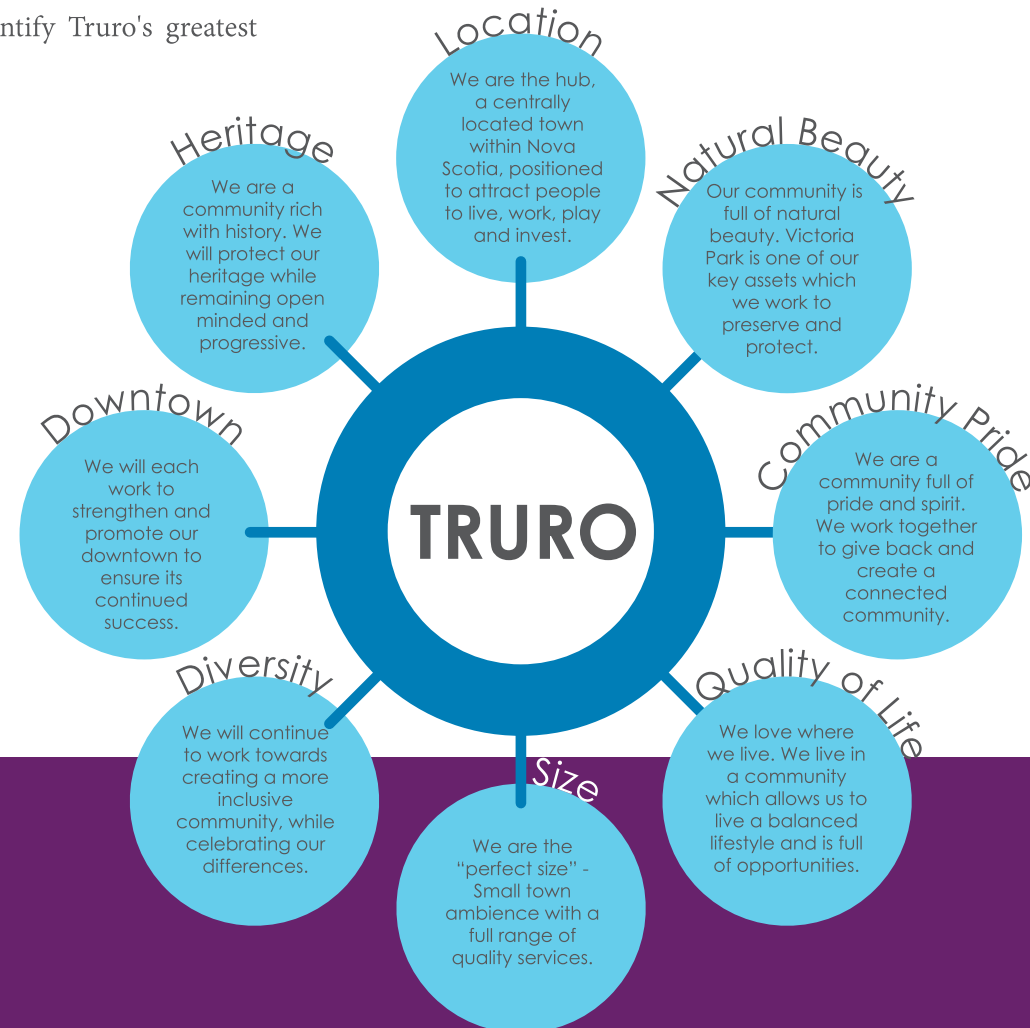 ntify Truro's greatest
Location
We are the hub,
a centrally
located town
within Nova
Scotia, positioned
to attract people
to live, work, play
and invest.
Natural Beauty
Our community is
full of natural
beauty. Victoria
Park is one of our
key assets which
we work to
preserve and
protect.
Community Pride
We are a
community full of
pride and spirit.
We work together
to give back and
create a
connected
community.
Quality of Life
We love where
we live. We live in
a community
which allows us to
live a balanced
lifestyle and is full
of opportunities.
Size
We are the
“perfect size” -
Small town
ambience with a
full range of
quality services.
Diversity
We will continue
to work towards
creating a more
inclusive
community, while
celebrating our
differences.
Downtown
We will each
work to
strengthen and
promote our
downtown to
ensure its
continued
success.
Heritage
We are a
community rich
with history. We
will protect our
heritage while
remaining open
minded and
progressive.
TRURO